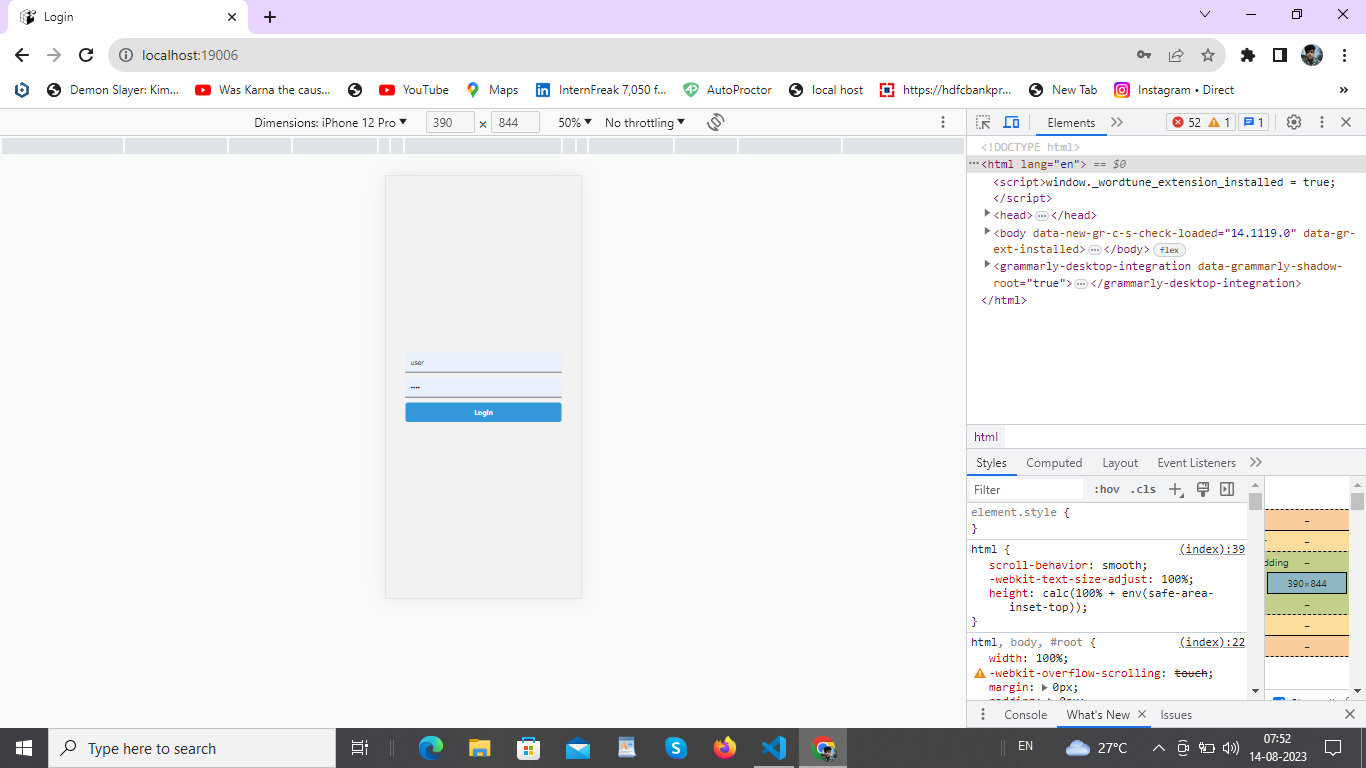 Login
localhost:19006
Demon Slayer: Kim...
Was Karna the caus...
YouTube
Maps
InternFreak 7,050 f...
AutoProctor
local host
https://hdfcbankpr...
New Tab
Instagram • Direct
»
Dimensions: iPhone 12 Pro ▼ 390 × 844 50% ▼ No throttling ▼
Elements
52 1 1
<!DOCTYPE html>
<html lang="en"> == $0
<script>window._wordtune_extension_installed = true;
</script>
<head> ⋯ </head>
<body data-new-gr-c-s-check-loaded="14.1119.0" data-gr-
ext-installed> ⋯ </body> flex
<grammarly-desktop-integration data-grammarly-shadow-
root="true"> ⋯ </grammarly-desktop-integration>
</html>
user
••••
Login
html
Styles Computed Layout Event Listeners
Filter :hov .cls
element.style {
}
html { (index):39
scroll-behavior: smooth;
-webkit-text-size-adjust: 100%;
height: calc(100% + env(safe-area-
inset-top));
}
html, body, #root { (index):22
width: 100%;
-webkit-overflow-scrolling: touch;
margin: ▶ 0px;
–
–
dding –
390×844
–
–
–
Console What's New Issues
Type here to search
EN
27°C
07:52
14-08-2023